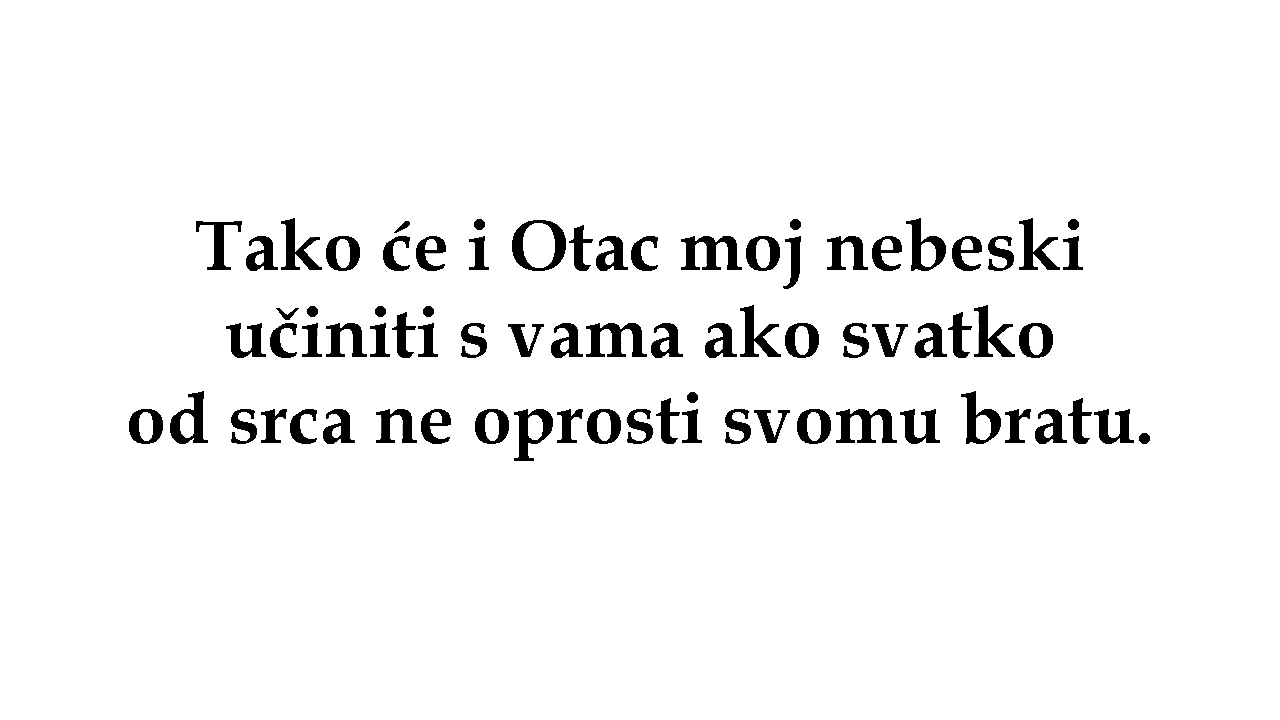 Tako će i Otac moj nebeski
učiniti s vama ako svatko
od srca ne oprosti svomu bratu.